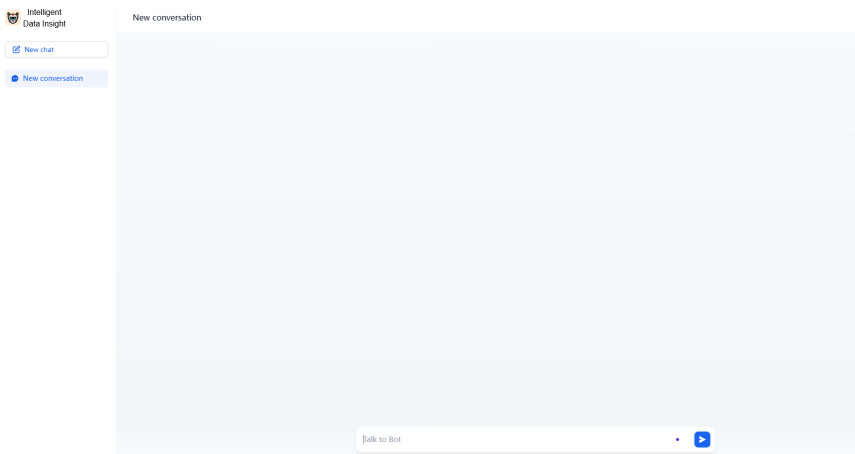 Intelligent
Data Insight
New chat
New conversation
New conversation
Talk to Bot